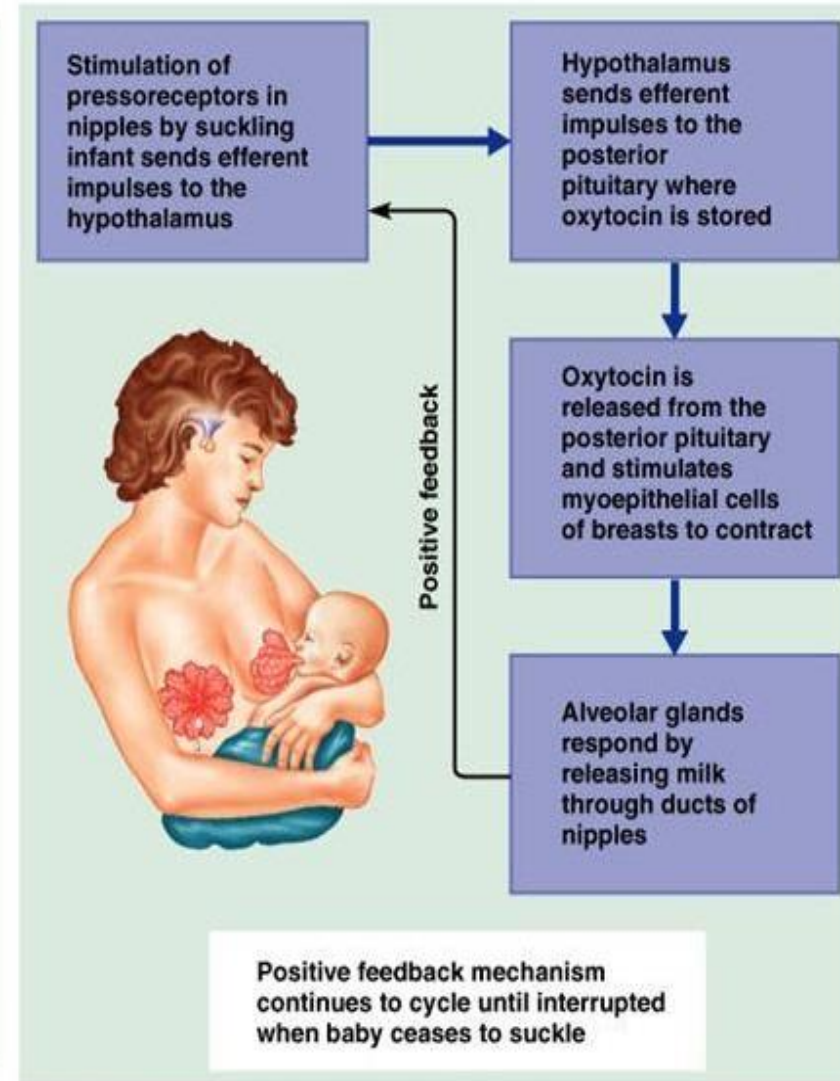 Stimulation of
pressoreceptors in
nipples by suckling
infant sends efferent
impulses to the
hypothalamus
Hypothalamus
sends efferent
impulses to the
posterior
pituitary where
oxytocin is stored
Oxytocin is
released from the
posterior pituitary
and stimulates
myoepithelial cells
of breasts to contract
Positive feedback
Alveolar glands
respond by
releasing milk
through ducts of
nipples
Positive feedback mechanism
continues to cycle until interrupted
when baby ceases to suckle